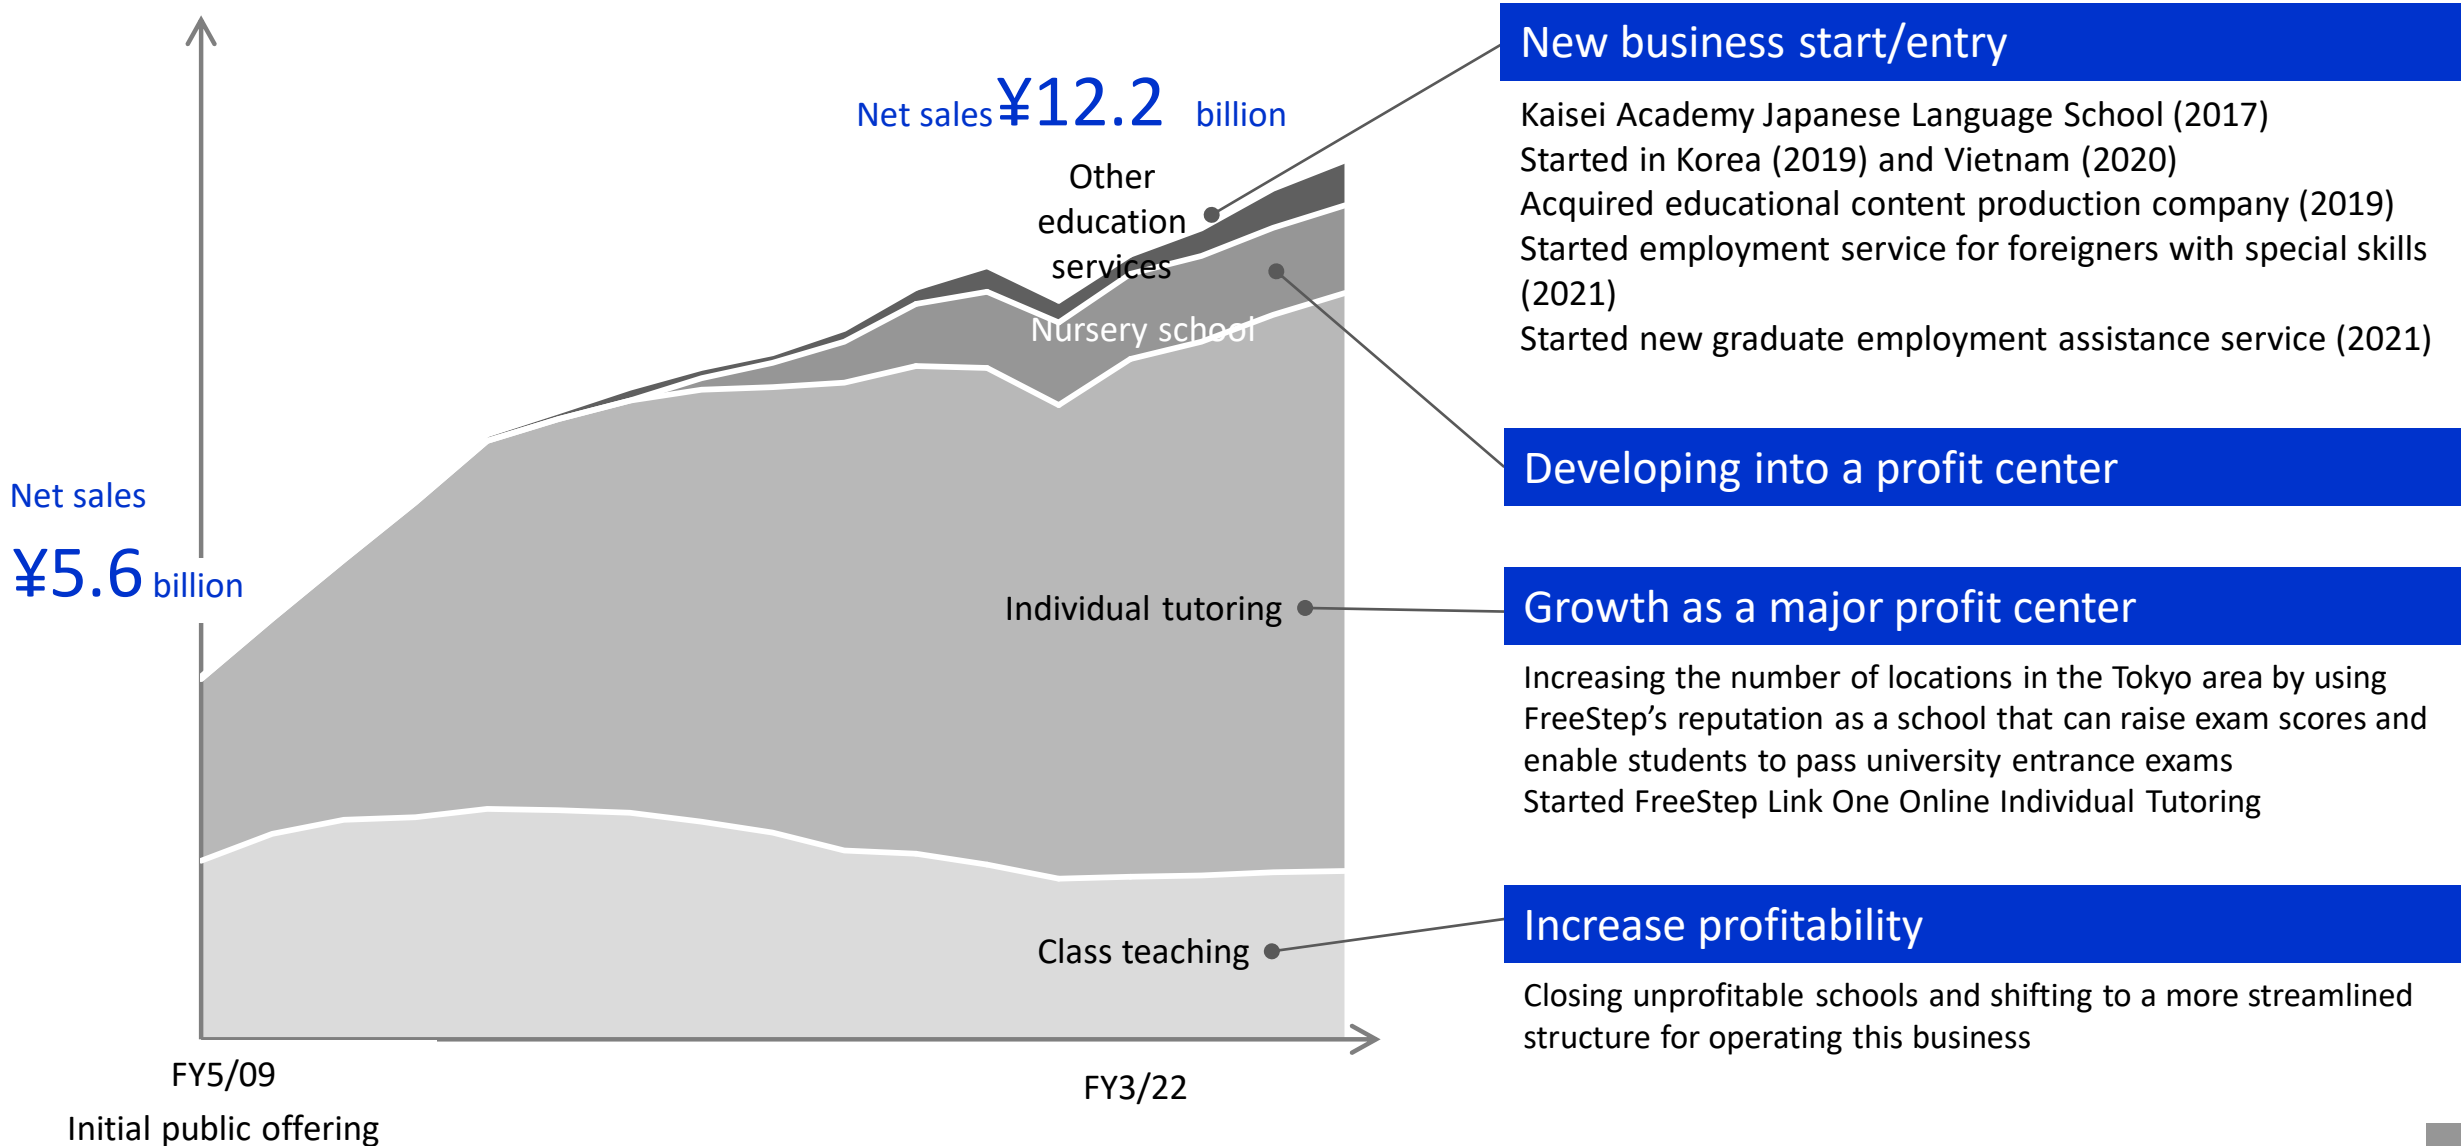 Net sales ¥12.2 billion
Other
education
services
Nursery school
Net sales
¥5.6 billion
Individual tutoring
Class teaching
FY5/09
Initial public offering
FY3/22
New business start/entry
Kaisei Academy Japanese Language School (2017)
Started in Korea (2019) and Vietnam (2020)
Acquired educational content production company (2019)
Started employment service for foreigners with special skills
(2021)
Started new graduate employment assistance service (2021)
Developing into a profit center
Growth as a major profit center
Increasing the number of locations in the Tokyo area by using
FreeStep’s reputation as a school that can raise exam scores and
enable students to pass university entrance exams
Started FreeStep Link One Online Individual Tutoring
Increase profitability
Closing unprofitable schools and shifting to a more streamlined
structure for operating this business